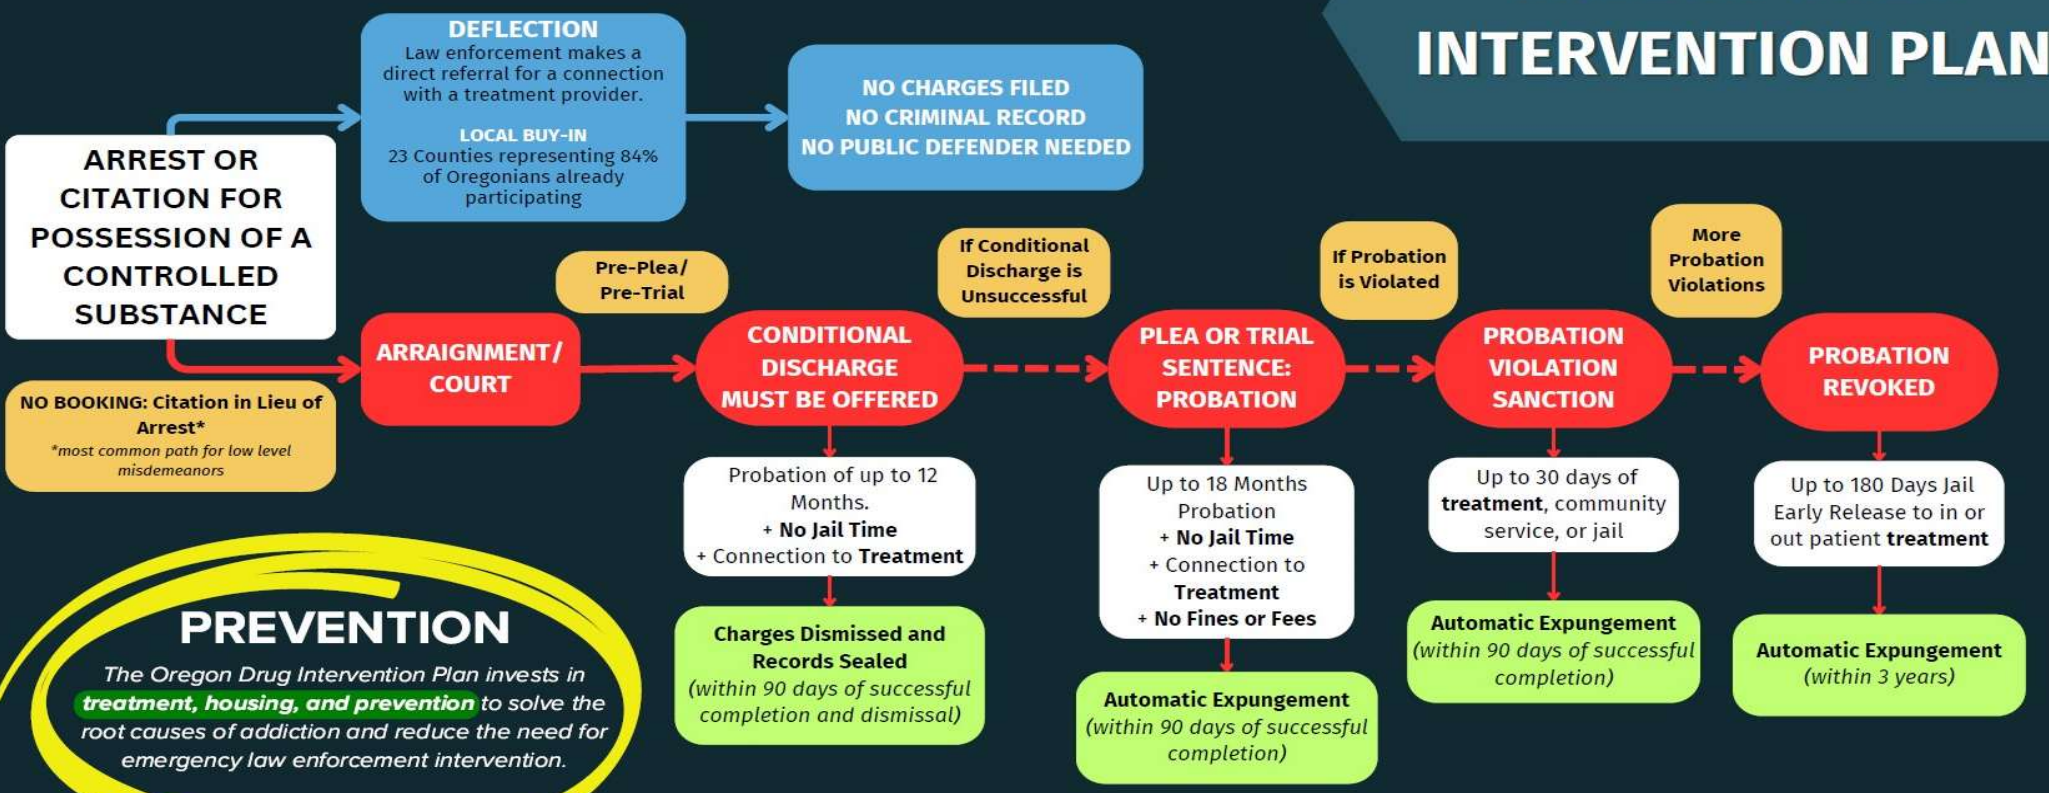 INTERVENTION PLAN
DEFLECTION
Law enforcement makes a
direct referral for a connection
with a treatment provider.
LOCAL BUY-IN
23 Counties representing 84%
of Oregonians already
participating
NO CHARGES FILED
NO CRIMINAL RECORD
NO PUBLIC DEFENDER NEEDED
ARREST OR
CITATION FOR
POSSESSION OF A
CONTROLLED
SUBSTANCE
NO BOOKING: Citation in Lieu of
Arrest*
*most common path for low level
misdemeanors
ARRAIGNMENT/
COURT
Pre-Plea/
Pre-Trial
CONDITIONAL
DISCHARGE
MUST BE OFFERED
Probation of up to 12
Months.
+ No Jail Time
+ Connection to Treatment
Charges Dismissed and
Records Sealed
(within 90 days of successful
completion and dismissal)
If Conditional
Discharge is
Unsuccessful
PLEA OR TRIAL
SENTENCE:
PROBATION
Up to 18 Months
Probation
+ No Jail Time
+ Connection to
Treatment
+ No Fines or Fees
Automatic Expungement
(within 90 days of successful
completion)
If Probation
is Violated
PROBATION
VIOLATION
SANCTION
Up to 30 days of
treatment, community
service, or jail
Automatic Expungement
(within 90 days of successful
completion)
More
Probation
Violations
PROBATION
REVOKED
Up to 180 Days Jail
Early Release to in or
out patient treatment
Automatic Expungement
(within 3 years)
PREVENTION
The Oregon Drug Intervention Plan invests in
treatment, housing, and prevention to solve the
root causes of addiction and reduce the need for
emergency law enforcement intervention.